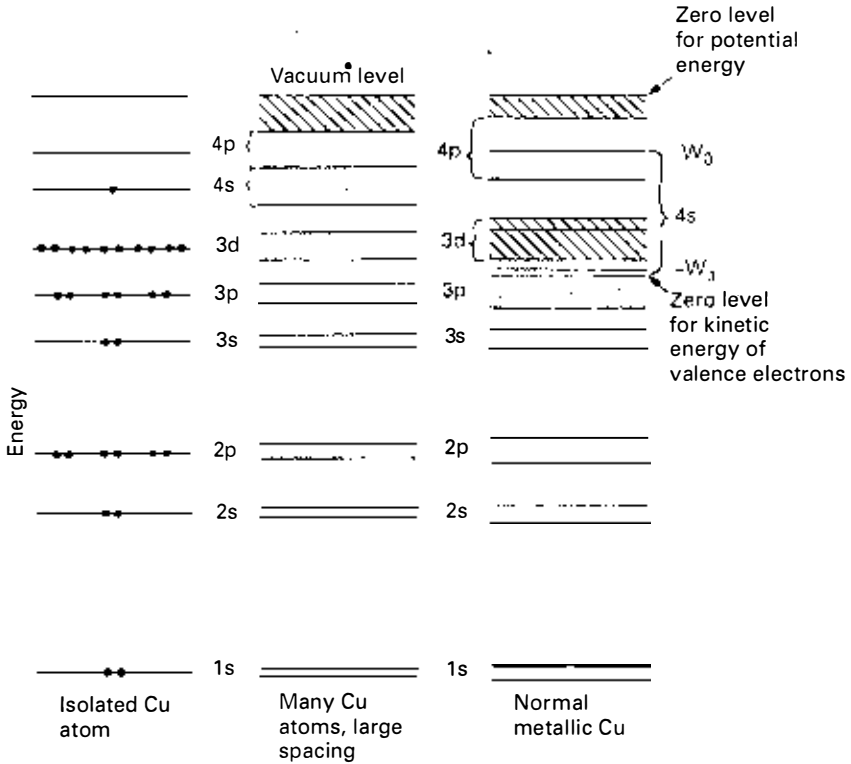 Zero level
for potential
energy
Vacuum level
4p
4s
3d
3p
3s
2p
2s
1s
4p
3d
3p
3s
2p
2s
1s
W₀
4s
Zero level
for kinetic
energy of
valence electrons
Energy
Isolated Cu
atom
Many Cu
atoms, large
spacing
Normal
metallic Cu